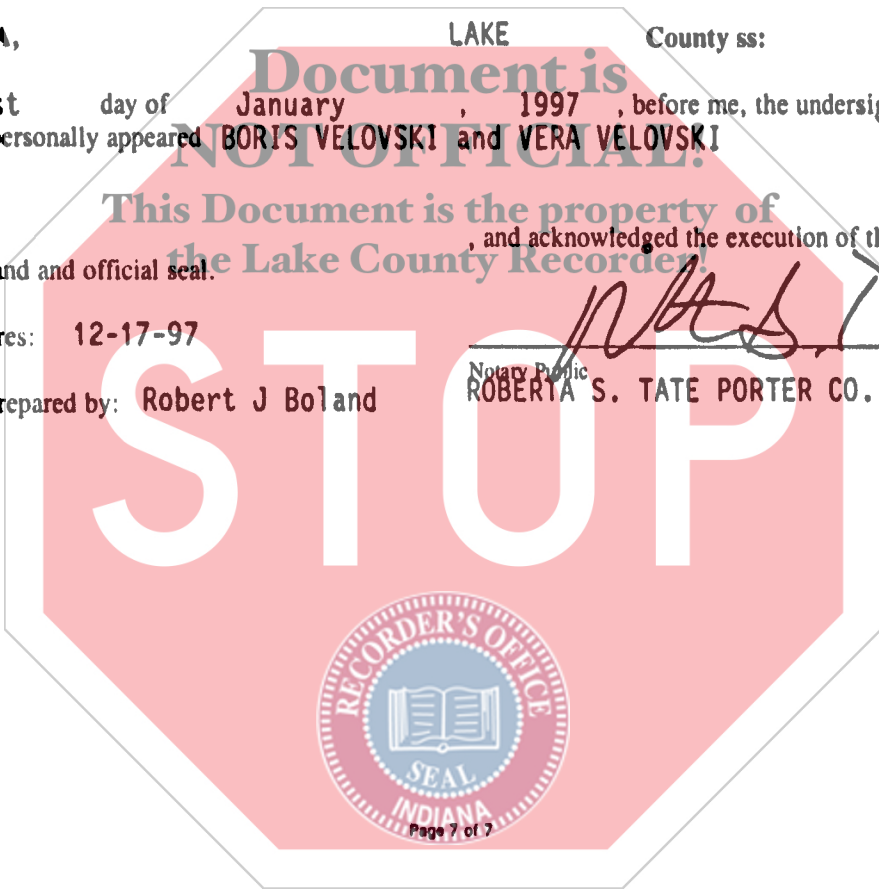 A, LAKE County ss:
Document is
st day of January , 1997 , before me, the undersig
ersonally appeared BORIS VELOVSKI and VERA VELOVSKI
NOT OFFICIAL!
This Document is the property of
, and acknowledged the execution of th
the Lake County Recorder!
and and official seal.
res: 12-17-97
Notary Public
repared by: Robert J Boland ROBERTA S. TATE PORTER CO.
STOP
RECORDER'S OFFICE
SEAL
INDIANA
Page 7 of 7